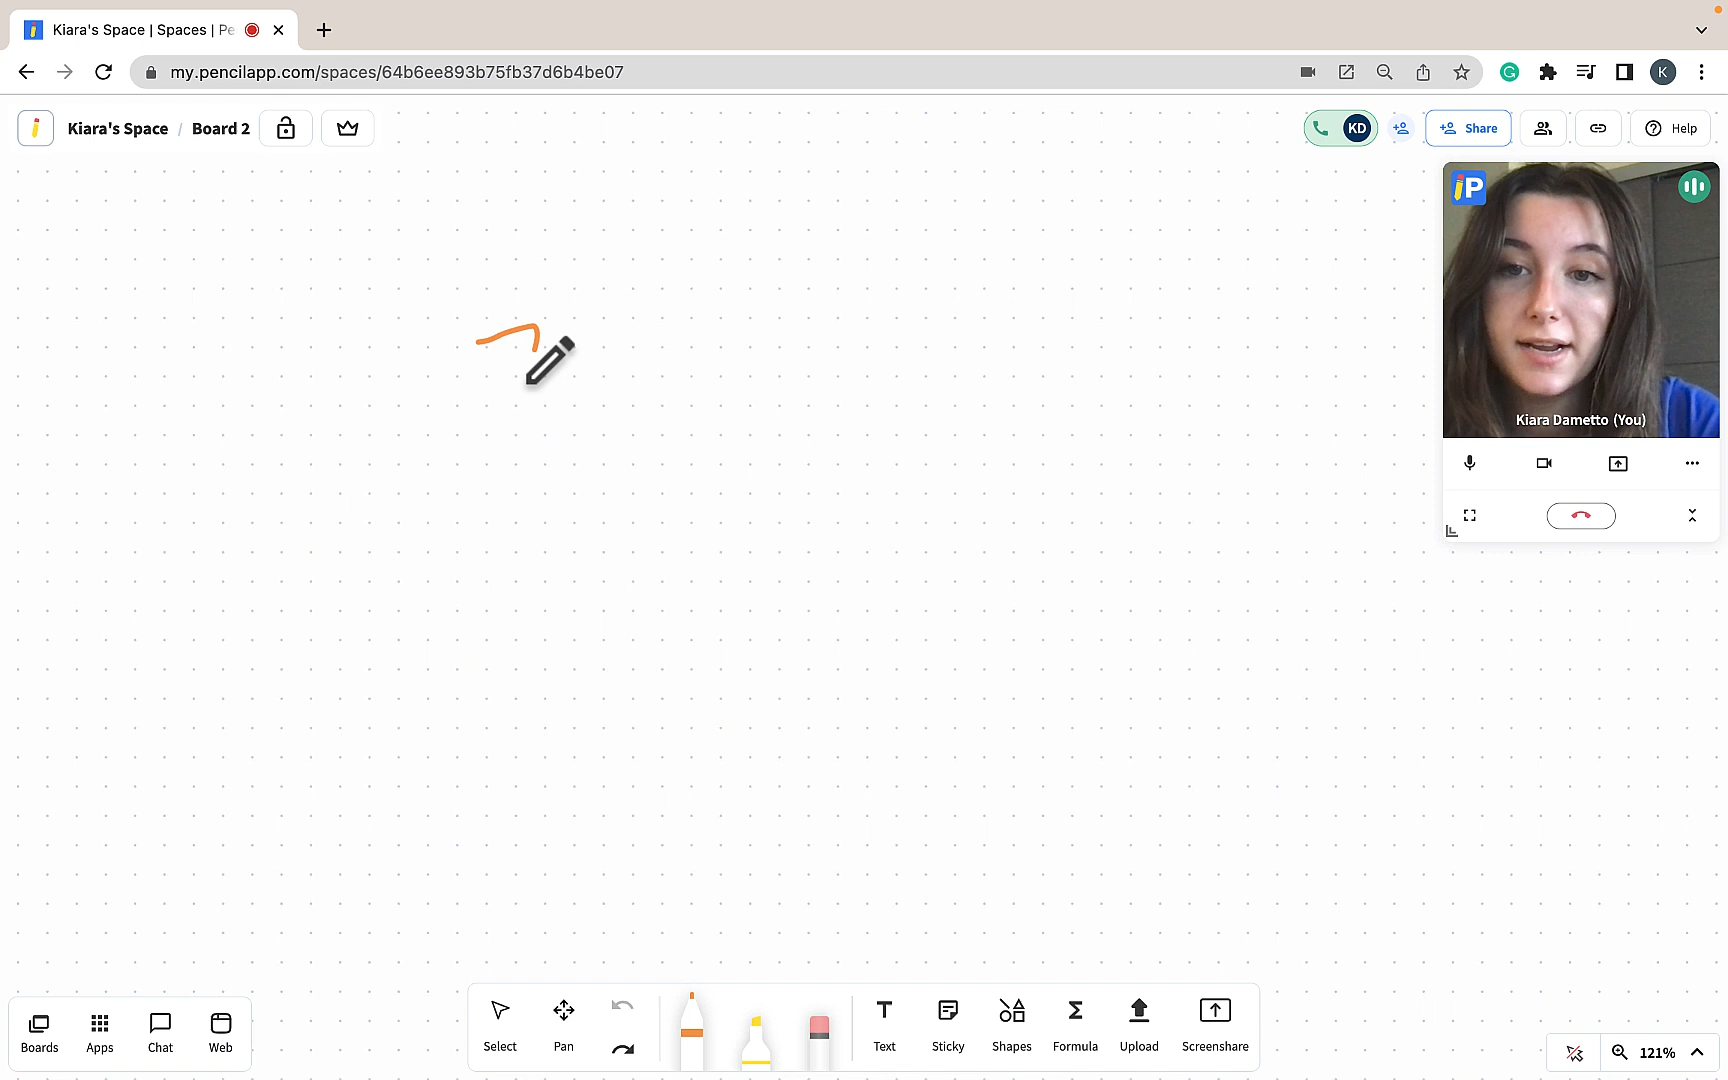 Kiara's Space | Spaces | Pe
my.pencilapp.com/spaces/64b6ee893b75fb37d6b4be07
K
Kiara's Space / Board 2
KD
Share
Help
P
Kiara Dametto (You)
Boards
Apps
Chat
Web
Select
Pan
T
Text
Sticky
Shapes
Σ
Formula
Upload
Screenshare
121%